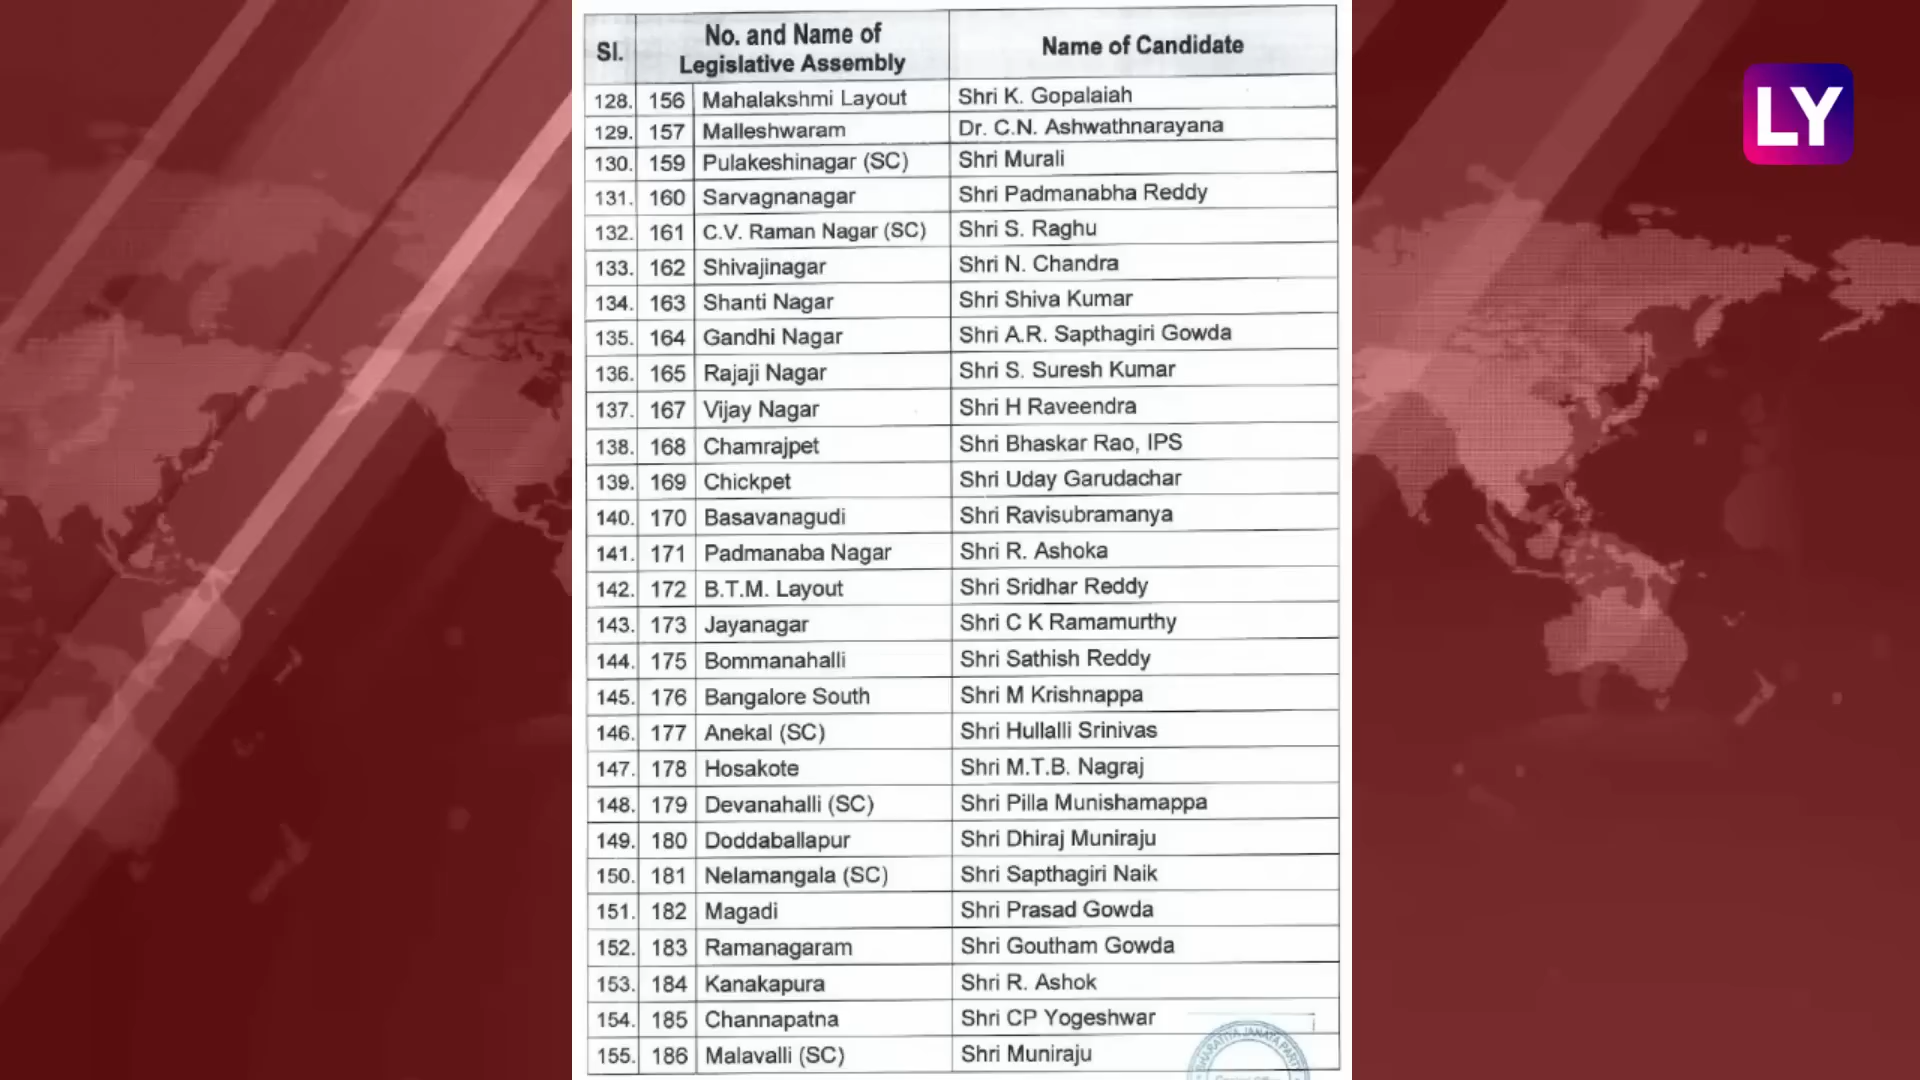 Sl. No. and Name of Legislative Assembly Name of Candidate
128. 156 Mahalakshmi Layout Shri K. Gopalaiah
129. 157 Malleshwaram Dr. C.N. Ashwathnarayana
130. 159 Pulakeshinagar (SC) Shri Murali
131. 160 Sarvagnanagar Shri Padmanabha Reddy
132. 161 C.V. Raman Nagar (SC) Shri S. Raghu
133. 162 Shivajinagar Shri N. Chandra
134. 163 Shanti Nagar Shri Shiva Kumar
135. 164 Gandhi Nagar Shri A.R. Sapthagiri Gowda
136. 165 Rajaji Nagar Shri S. Suresh Kumar
137. 167 Vijay Nagar Shri H Raveendra
138. 168 Chamrajpet Shri Bhaskar Rao, IPS
139. 169 Chickpet Shri Uday Garudachar
140. 170 Basavanagudi Shri Ravisubramanya
141. 171 Padmanaba Nagar Shri R. Ashoka
142. 172 B.T.M. Layout Shri Sridhar Reddy
143. 173 Jayanagar Shri C K Ramamurthy
144. 175 Bommanahalli Shri Sathish Reddy
145. 176 Bangalore South Shri M Krishnappa
146. 177 Anekal (SC) Shri Hullalli Srinivas
147. 178 Hosakote Shri M.T.B. Nagraj
148. 179 Devanahalli (SC) Shri Pilla Munishamappa
149. 180 Doddaballapur Shri Dhiraj Muniraju
150. 181 Nelamangala (SC) Shri Sapthagiri Naik
151. 182 Magadi Shri Prasad Gowda
152. 183 Ramanagaram Shri Goutham Gowda
153. 184 Kanakapura Shri R. Ashok
154. 185 Channapatna Shri CP Yogeshwar
155. 186 Malavalli (SC) Shri Muniraju
BHARATIYA JANATA PARTY
LY